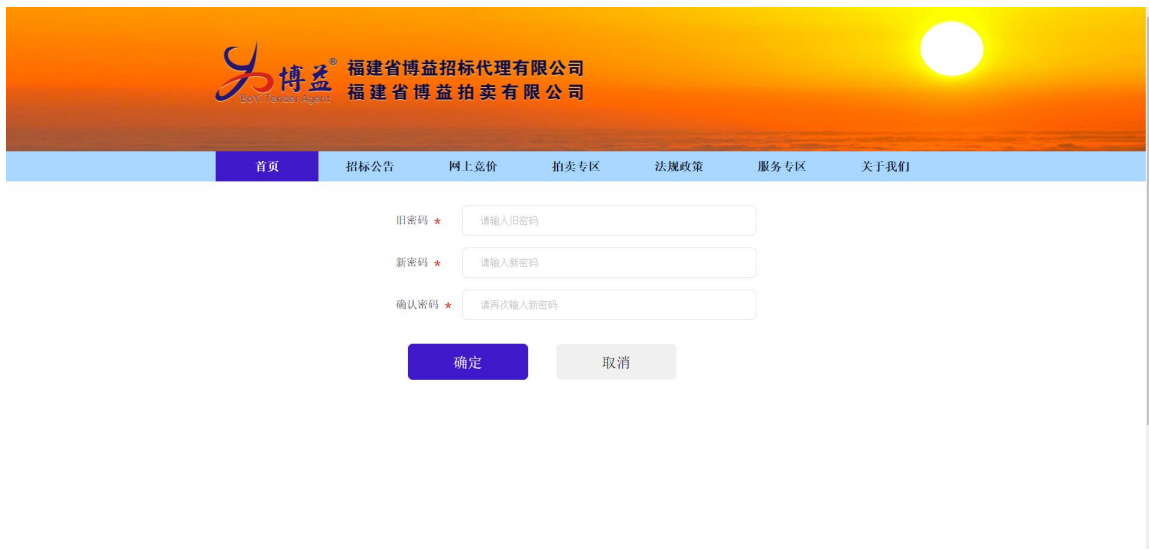 博益®
BoYi Tender Agent
福建省博益招标代理有限公司
福建省博益拍卖有限公司
首页 招标公告 网上竞价 拍卖专区 法规政策 服务专区 关于我们
旧密码 * 请输入旧密码
新密码 * 请输入新密码
确认密码 * 请再次输入新密码
确定 取消